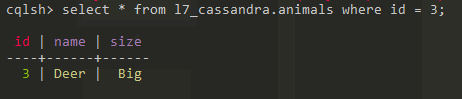 cqlsh> select * from l7_cassandra.animals where id = 3;
id | name | size
----+------+------
3 | Deer | Big